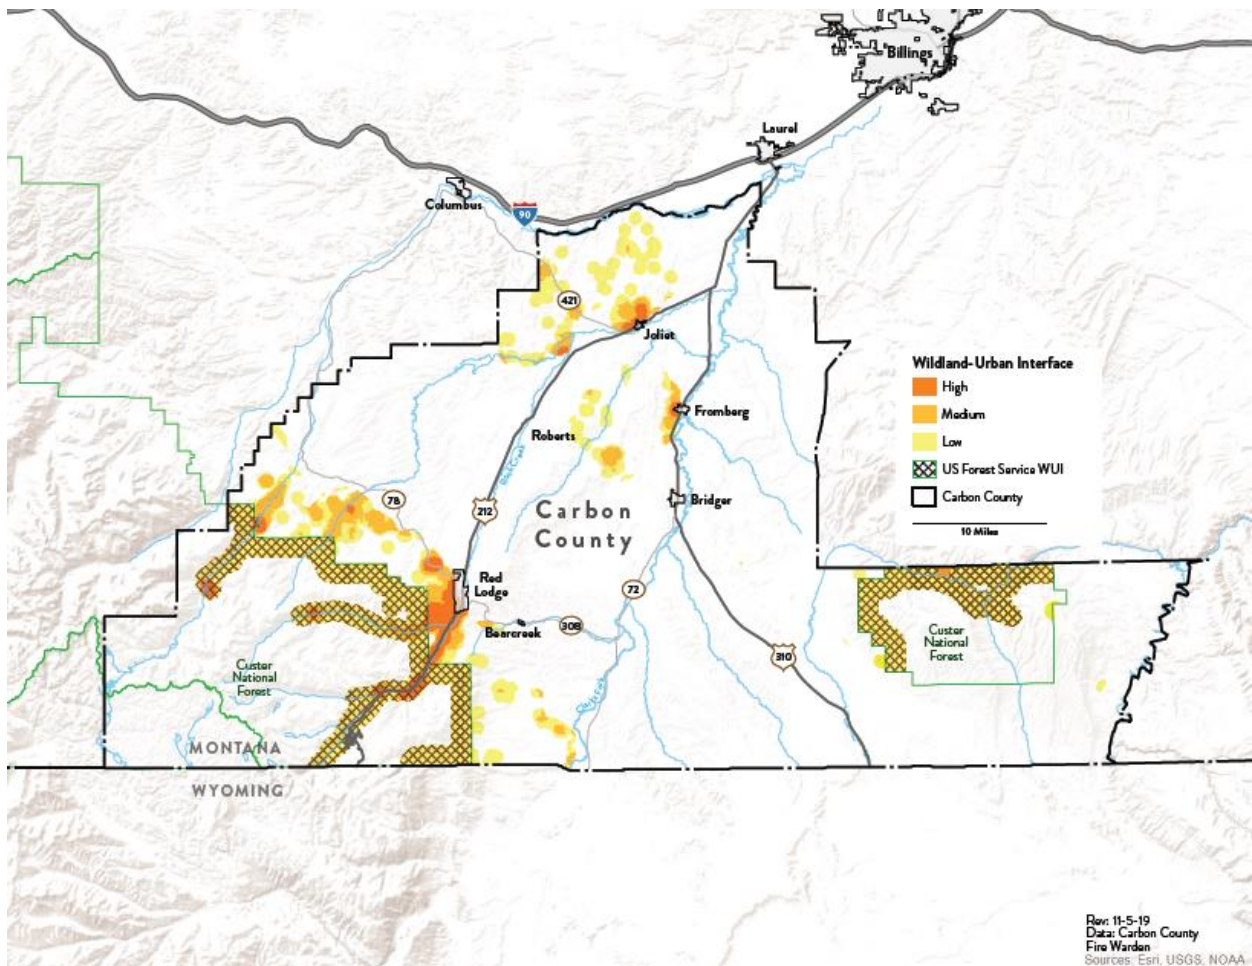 Billings
Laurel
Columbus
90
421
Joliet
Wildland-Urban Interface
High
Medium
Low
US Forest Service WUI
Carbon County
10 Miles
Fromberg
Roberts
78
212
Bridger
Carbon
County
Red
Lodge
72
Bearcreek
308
310
Custer
National
Forest
Custer
National
Forest
MONTANA
WYOMING
Rev: 11-5-19
Data: Carbon County
Fire Warden
Sources: Esri, USGS, NOAA